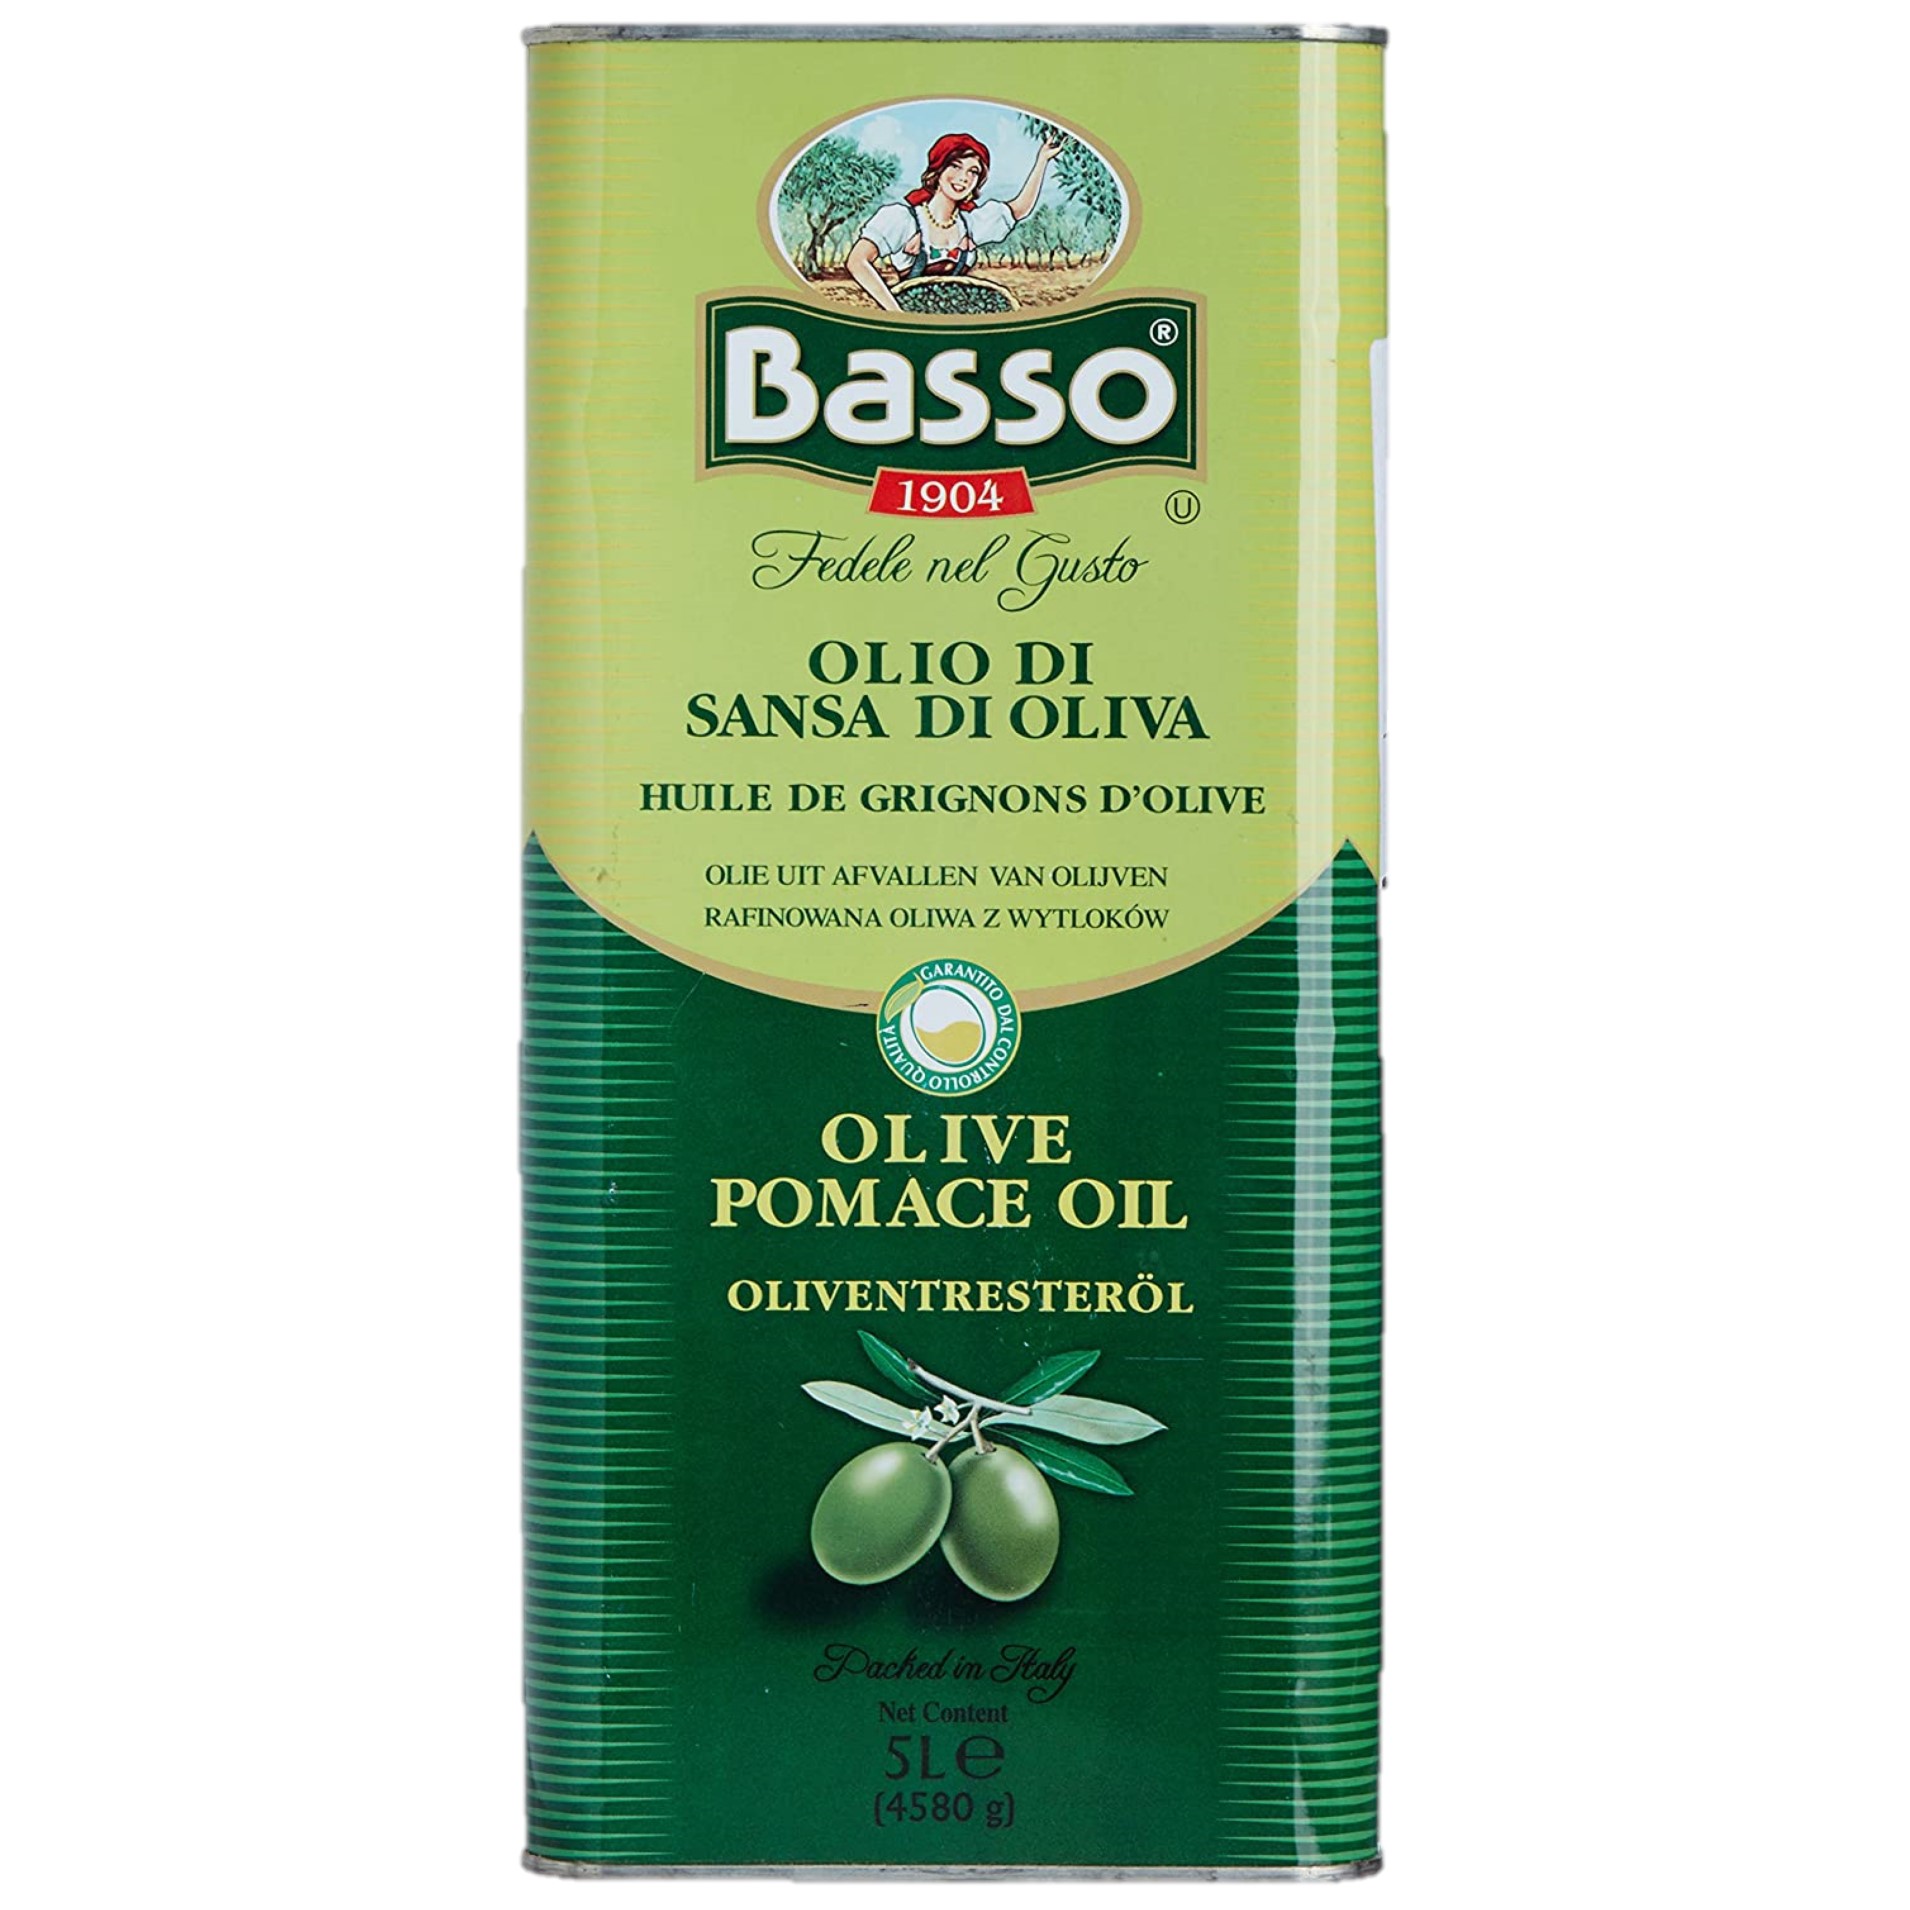 Basso®
1904
U
Fedele nel Gusto
OLIO DI
SANSA DI OLIVA
HUILE DE GRIGNONS D'OLIVE
OLIE UIT AFVALLEN VAN OLIJVEN
RAFINOWANA OLIWA Z WYTLOKÓW
GARANTITO DAL CONTROLLO QUALITÀ
OLIVE
POMACE OIL
OLIVENTRESTERÖL
Packed in Italy
Net Content
5L e
(4580 g)